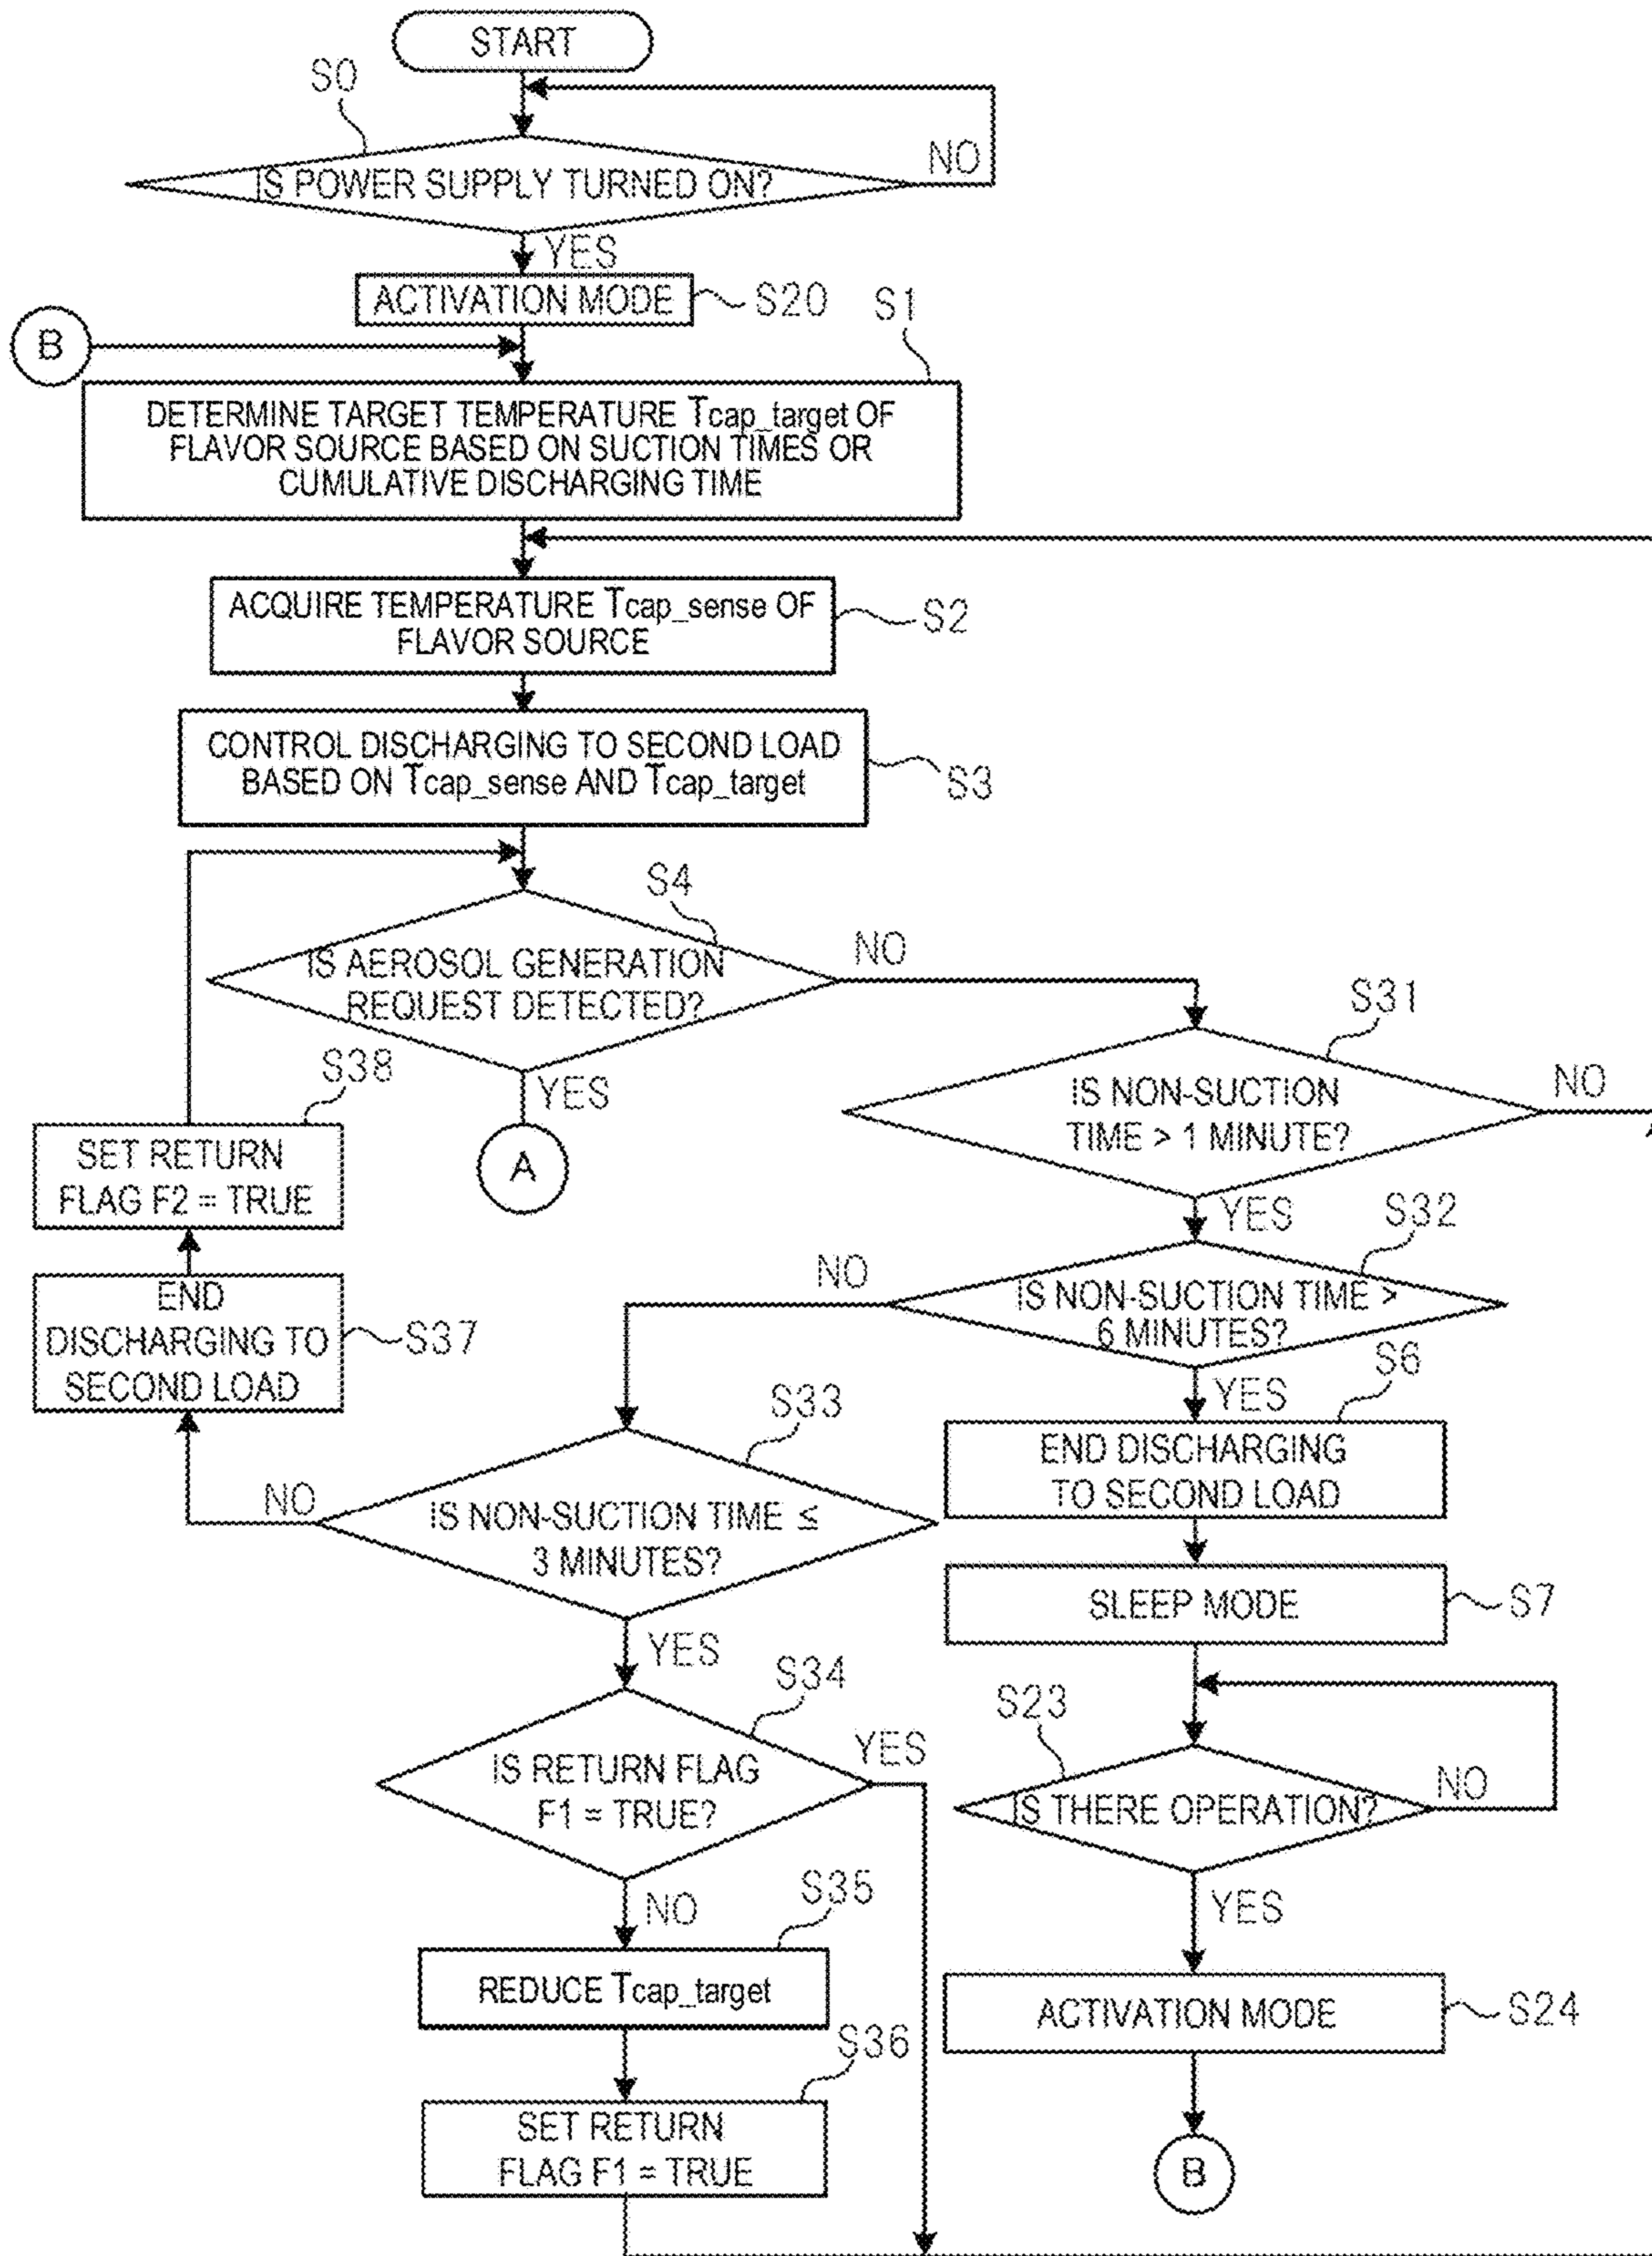 START
S0
NO
IS POWER SUPPLY TURNED ON?
YES
ACTIVATION MODE
S20
S1
B
DETERMINE TARGET TEMPERATURE Tcap_target OF
FLAVOR SOURCE BASED ON SUCTION TIMES OR
CUMULATIVE DISCHARGING TIME
ACQUIRE TEMPERATURE Tcap_sense OF
FLAVOR SOURCE
S2
CONTROL DISCHARGING TO SECOND LOAD
BASED ON Tcap_sense AND Tcap_target
S3
S4
NO
IS AEROSOL GENERATION
REQUEST DETECTED?
YES
A
S31
NO
IS NON-SUCTION
TIME > 1 MINUTE?
YES
S38
SET RETURN
FLAG F2 = TRUE
S32
NO
IS NON-SUCTION TIME >
6 MINUTES?
YES
END
DISCHARGING TO
SECOND LOAD
S37
S6
END DISCHARGING
TO SECOND LOAD
S33
NO
IS NON-SUCTION TIME ≤
3 MINUTES?
YES
SLEEP MODE
S7
S34
YES
IS RETURN FLAG
F1 = TRUE?
NO
S23
NO
IS THERE OPERATION?
YES
S35
REDUCE Tcap_target
ACTIVATION MODE
S24
S36
SET RETURN
FLAG F1 = TRUE
B